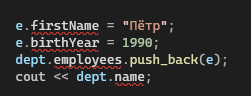 e.firstName = "Пётр";
e.birthYear = 1990;
dept.employees.push_back(e);
cout << dept.name;